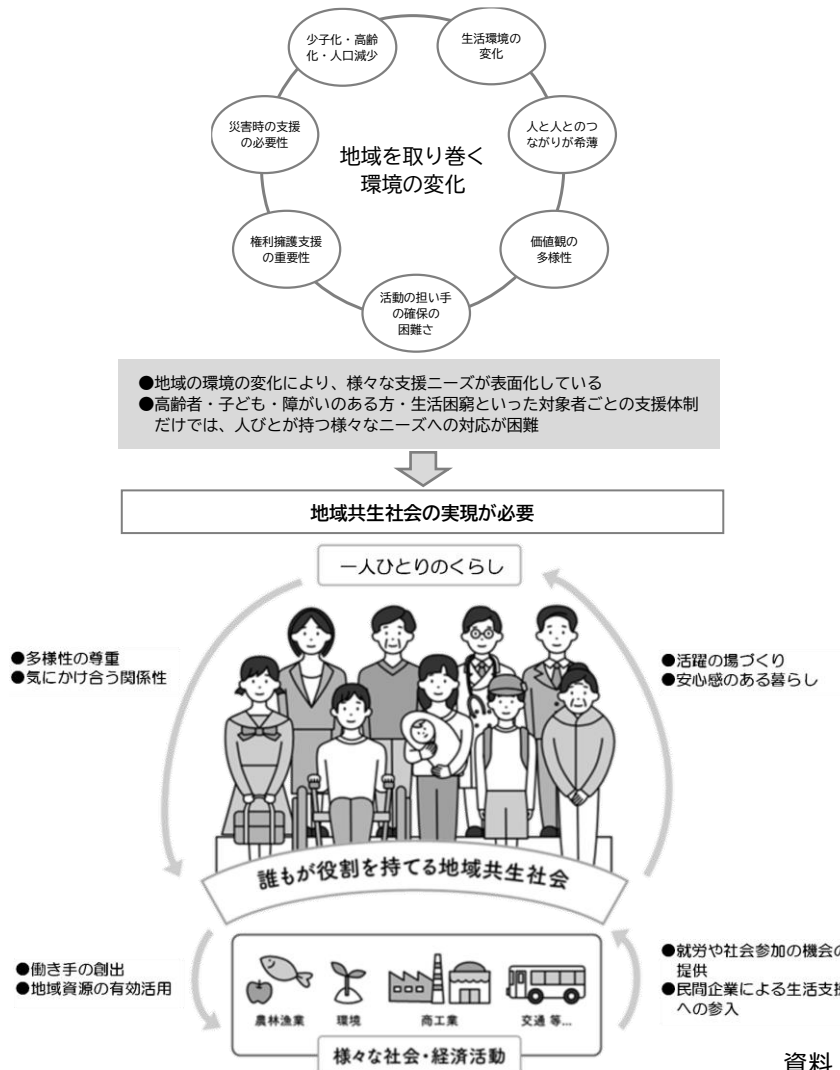 少子化・高齢
化・人口減少
生活環境の
変化
災害時の支援
の必要性
人と人とのつ
ながりが希薄
地域を取り巻く
環境の変化
権利擁護支援
の重要性
価値観の
多様性
活動の担い手
の確保の
困難さ
●地域の環境の変化により、様々な支援ニーズが表面化している
●高齢者・子ども・障がいのある方・生活困窮といった対象者ごとの支援体制
だけでは、人びとが持つ様々なニーズへの対応が困難
地域共生社会の実現が必要
一人ひとりのくらし
●多様性の尊重
●気にかけ合う関係性
●活躍の場づくり
●安心感のある暮らし
誰もが役割を持てる地域共生社会
●働き手の創出
●地域資源の有効活用
●就労や社会参加の機会の
提供
●民間企業による生活支援
への参入
農林漁業
環境
商工業
交通 等...
様々な社会・経済活動
資料